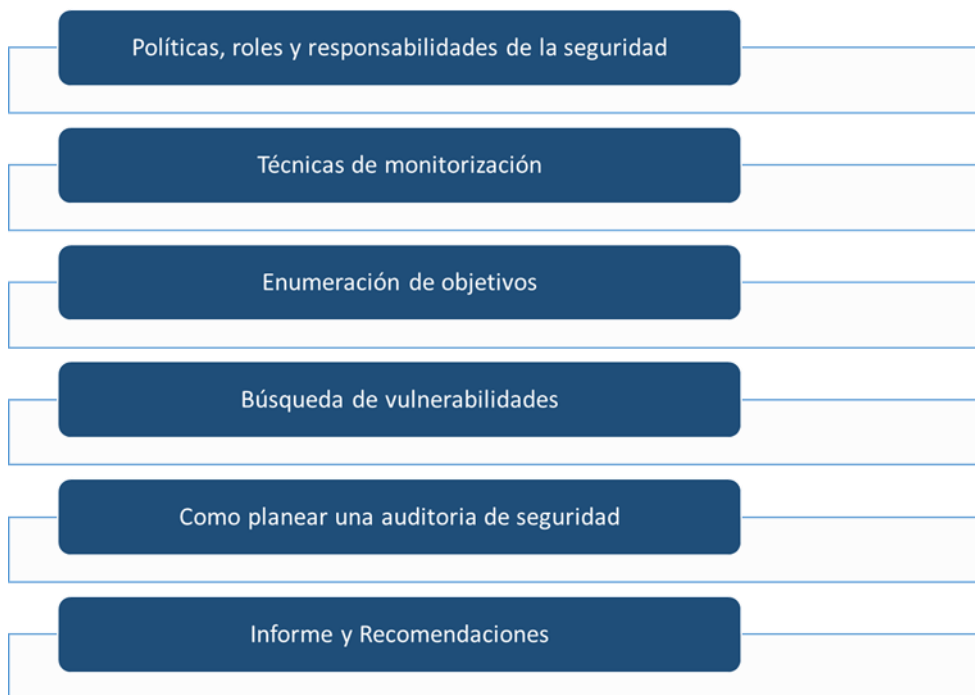 Políticas, roles y responsabilidades de la seguridad
Técnicas de monitorización
Enumeración de objetivos
Búsqueda de vulnerabilidades
Como planear una auditoria de seguridad
Informe y Recomendaciones